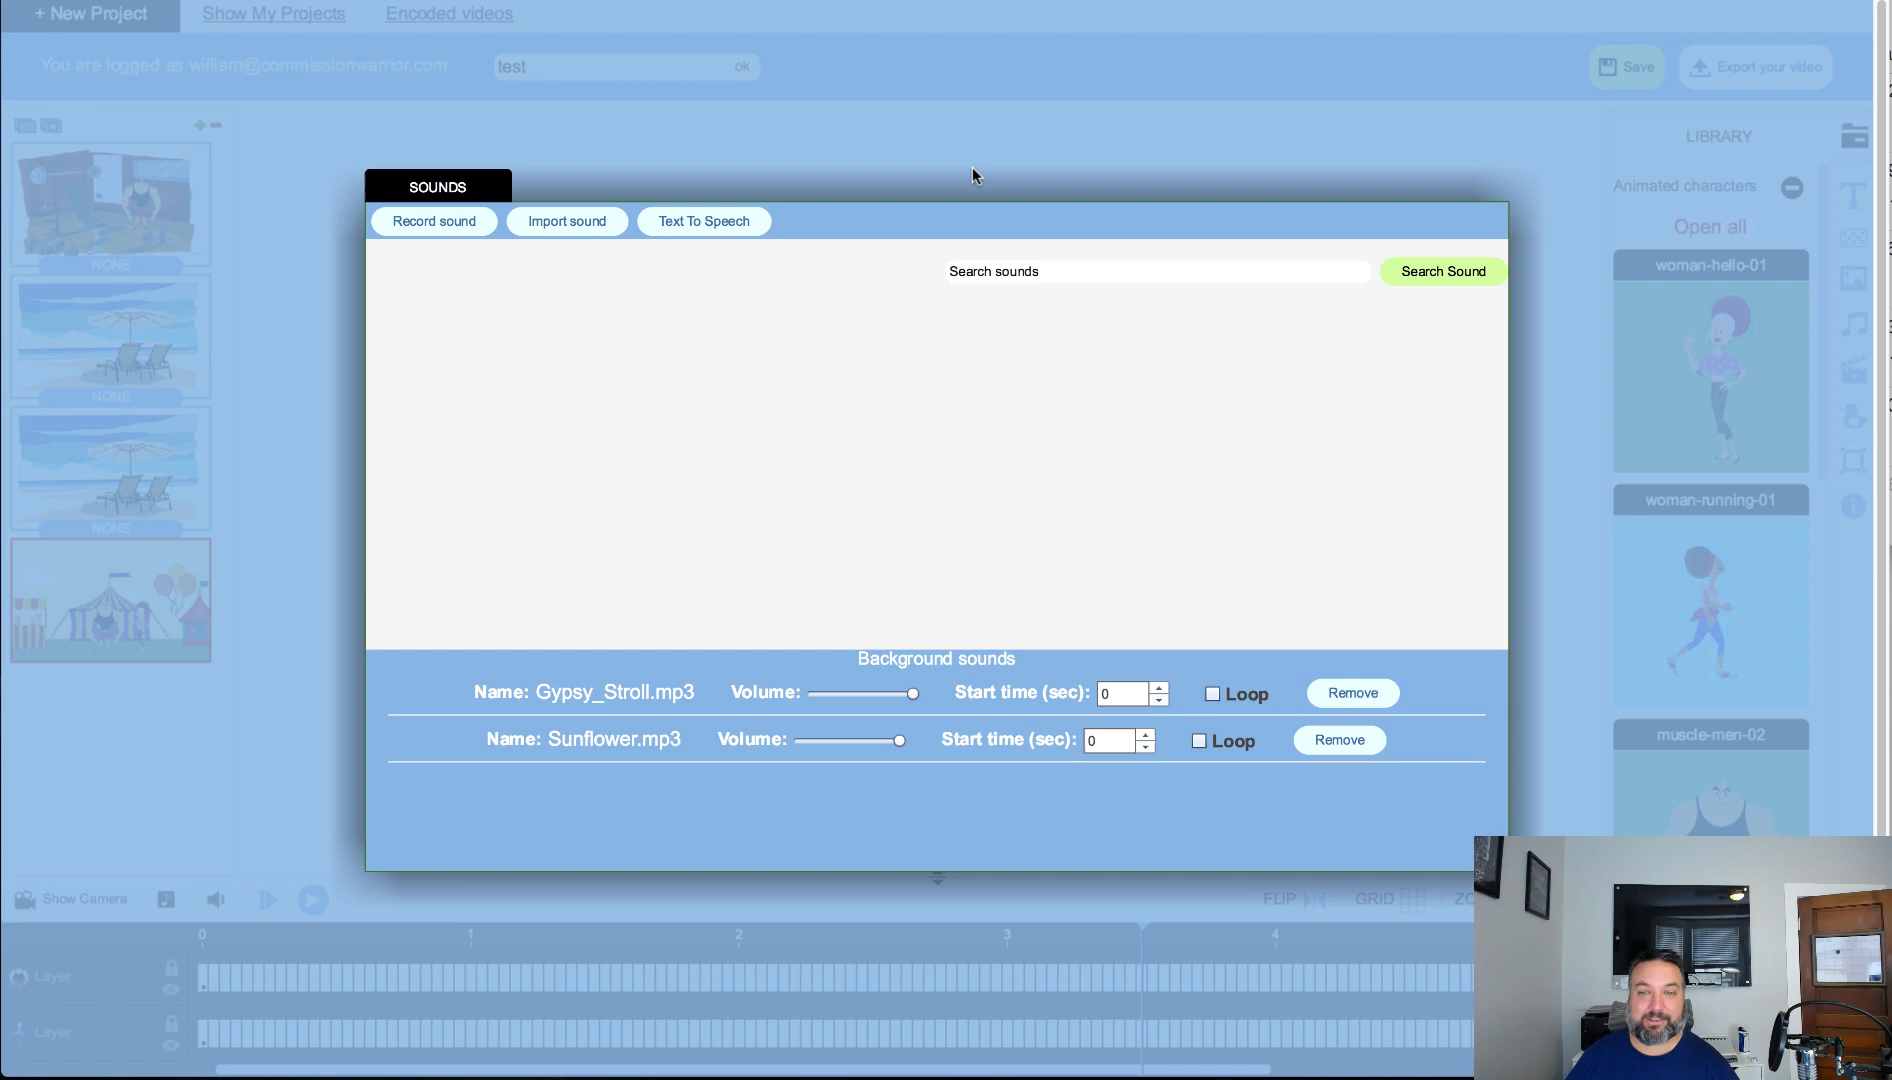 + New Project Show My Projects Encoded videos
You are logged as william@commissionwarrior.com test ok Save Export your video
LIBRARY
Animated characters
Open all
woman-hello-01
woman-running-01
muscle-men-02
NONE
NONE
NONE
SOUNDS
Record sound Import sound Text To Speech
Search sounds Search Sound
Background sounds
Name: Gypsy_Stroll.mp3 Volume: Start time (sec): 0 Loop Remove
Name: Sunflower.mp3 Volume: Start time (sec): 0 Loop Remove
Show Camera FLIP GRID
0 1 2 3 4
Layer
Layer